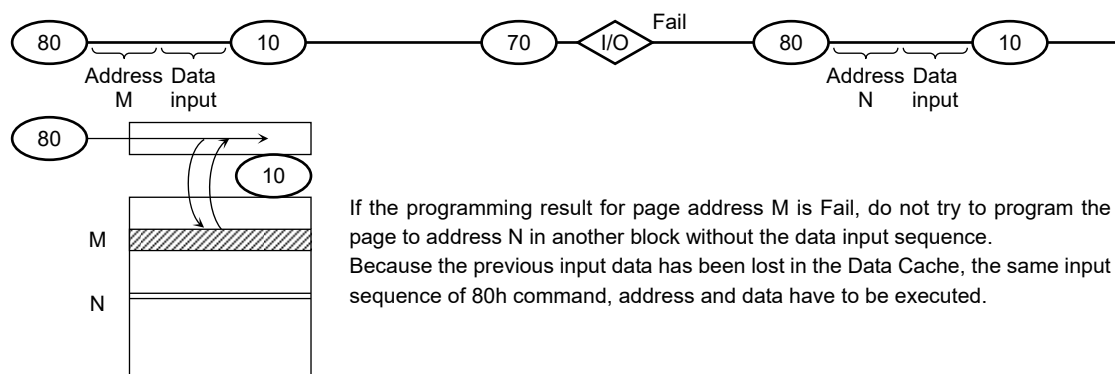 Fail
80
10
70
I/O
80
10
Address
M
Data
input
Address
N
Data
input
80
10
M
N
If the programming result for page address M is Fail, do not try to program the
page to address N in another block without the data input sequence.
Because the previous input data has been lost in the Data Cache, the same input
sequence of 80h command, address and data have to be executed.